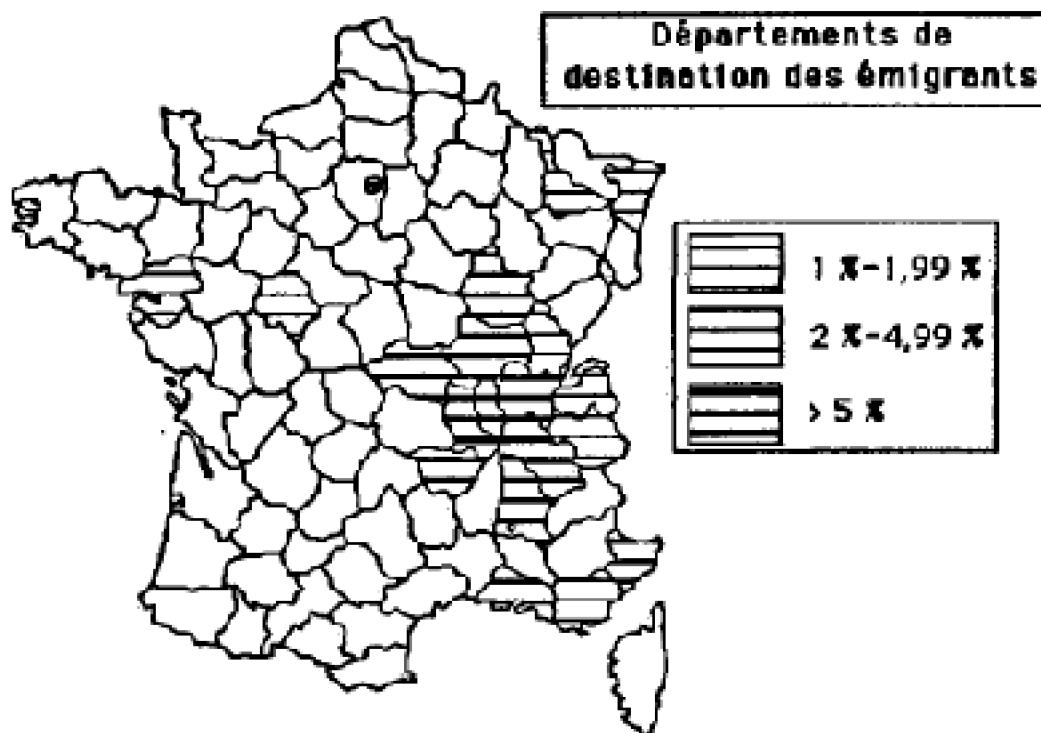 Départements de
destination des émigrants
1 %-1,99 %
2 %-4,99 %
> 5 %